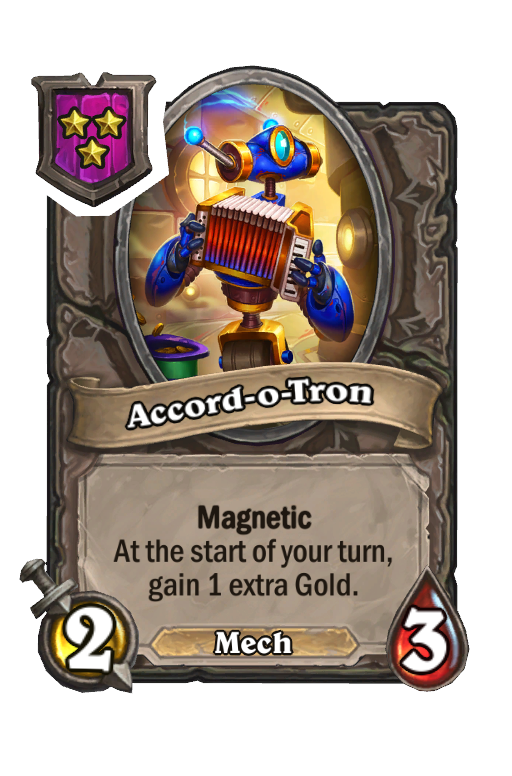 Accord-o-Tron
Magnetic
At the start of your turn,
gain 1 extra Gold.
2
Mech
3